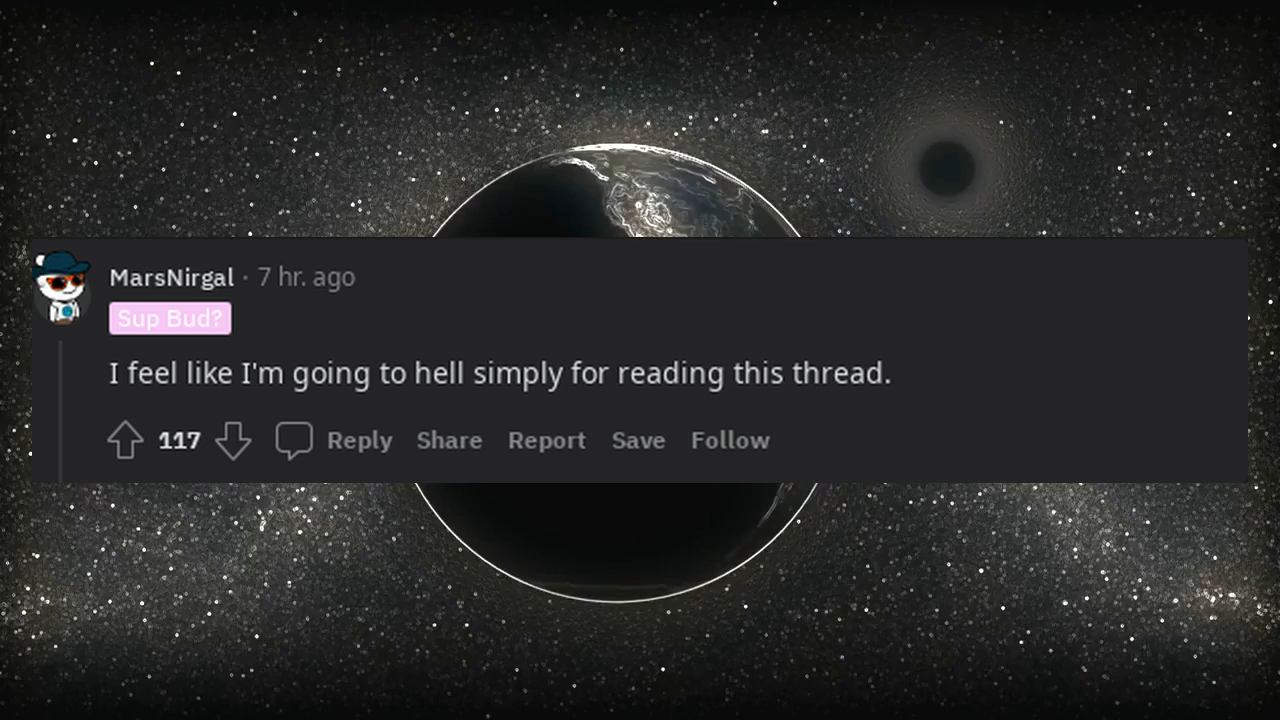 MarsNirgal · 7 hr. ago
Sup Bud?
I feel like I'm going to hell simply for reading this thread.
117 Reply Share Report Save Follow